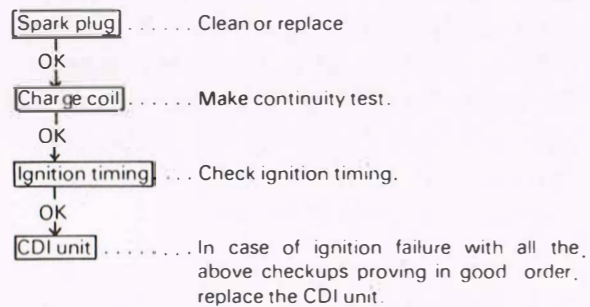 Spark plug ...... Clean or replace
OK
Charge coil ...... Make continuity test.
OK
Ignition timing .... Check ignition timing.
OK
CDI unit ......... In case of ignition failure with all the
above checkups proving in good order,
replace the CDI unit.